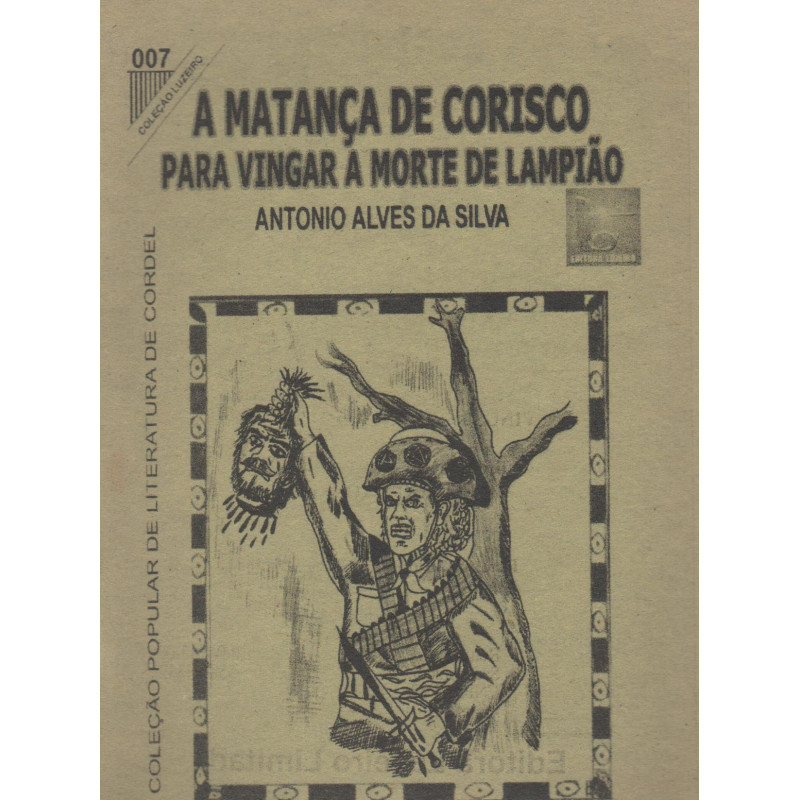 007
COLEÇÃO LUZEIRO
A MATANÇA DE CORISCO
PARA VINGAR A MORTE DE LAMPIÃO
ANTONIO ALVES DA SILVA
EDITORA LUZEIRO
COLEÇÃO POPULAR DE LITERATURA DE CORDEL